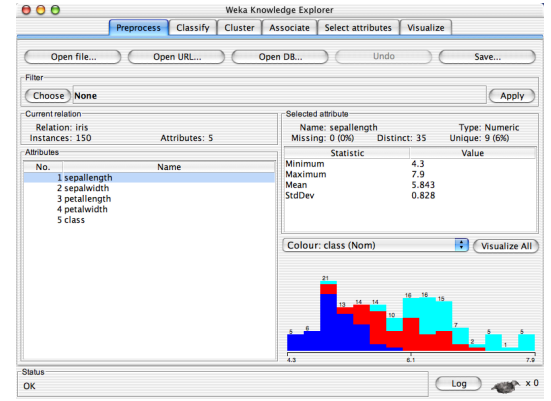 Weka Knowledge Explorer
Preprocess Classify Cluster Associate Select attributes Visualize
Open file... Open URL... Open DB... Undo Save...
Filter
Choose None Apply
Current relation
Relation: iris
Instances: 150 Attributes: 5
Selected attribute
Name: sepallength Type: Numeric
Missing: 0 (0%) Distinct: 35 Unique: 9 (6%)
Attributes
No. Name
1 sepallength
2 sepalwidth
3 petallength
4 petalwidth
5 class
Statistic Value
Minimum 4.3
Maximum 7.9
Mean 5.843
StdDev 0.828
Colour: class (Nom) Visualize All
5 6 21 13 14 14 10 16 16 15 7 2 5 1 5
4.3 6.1 7.9
Status
OK Log x 0